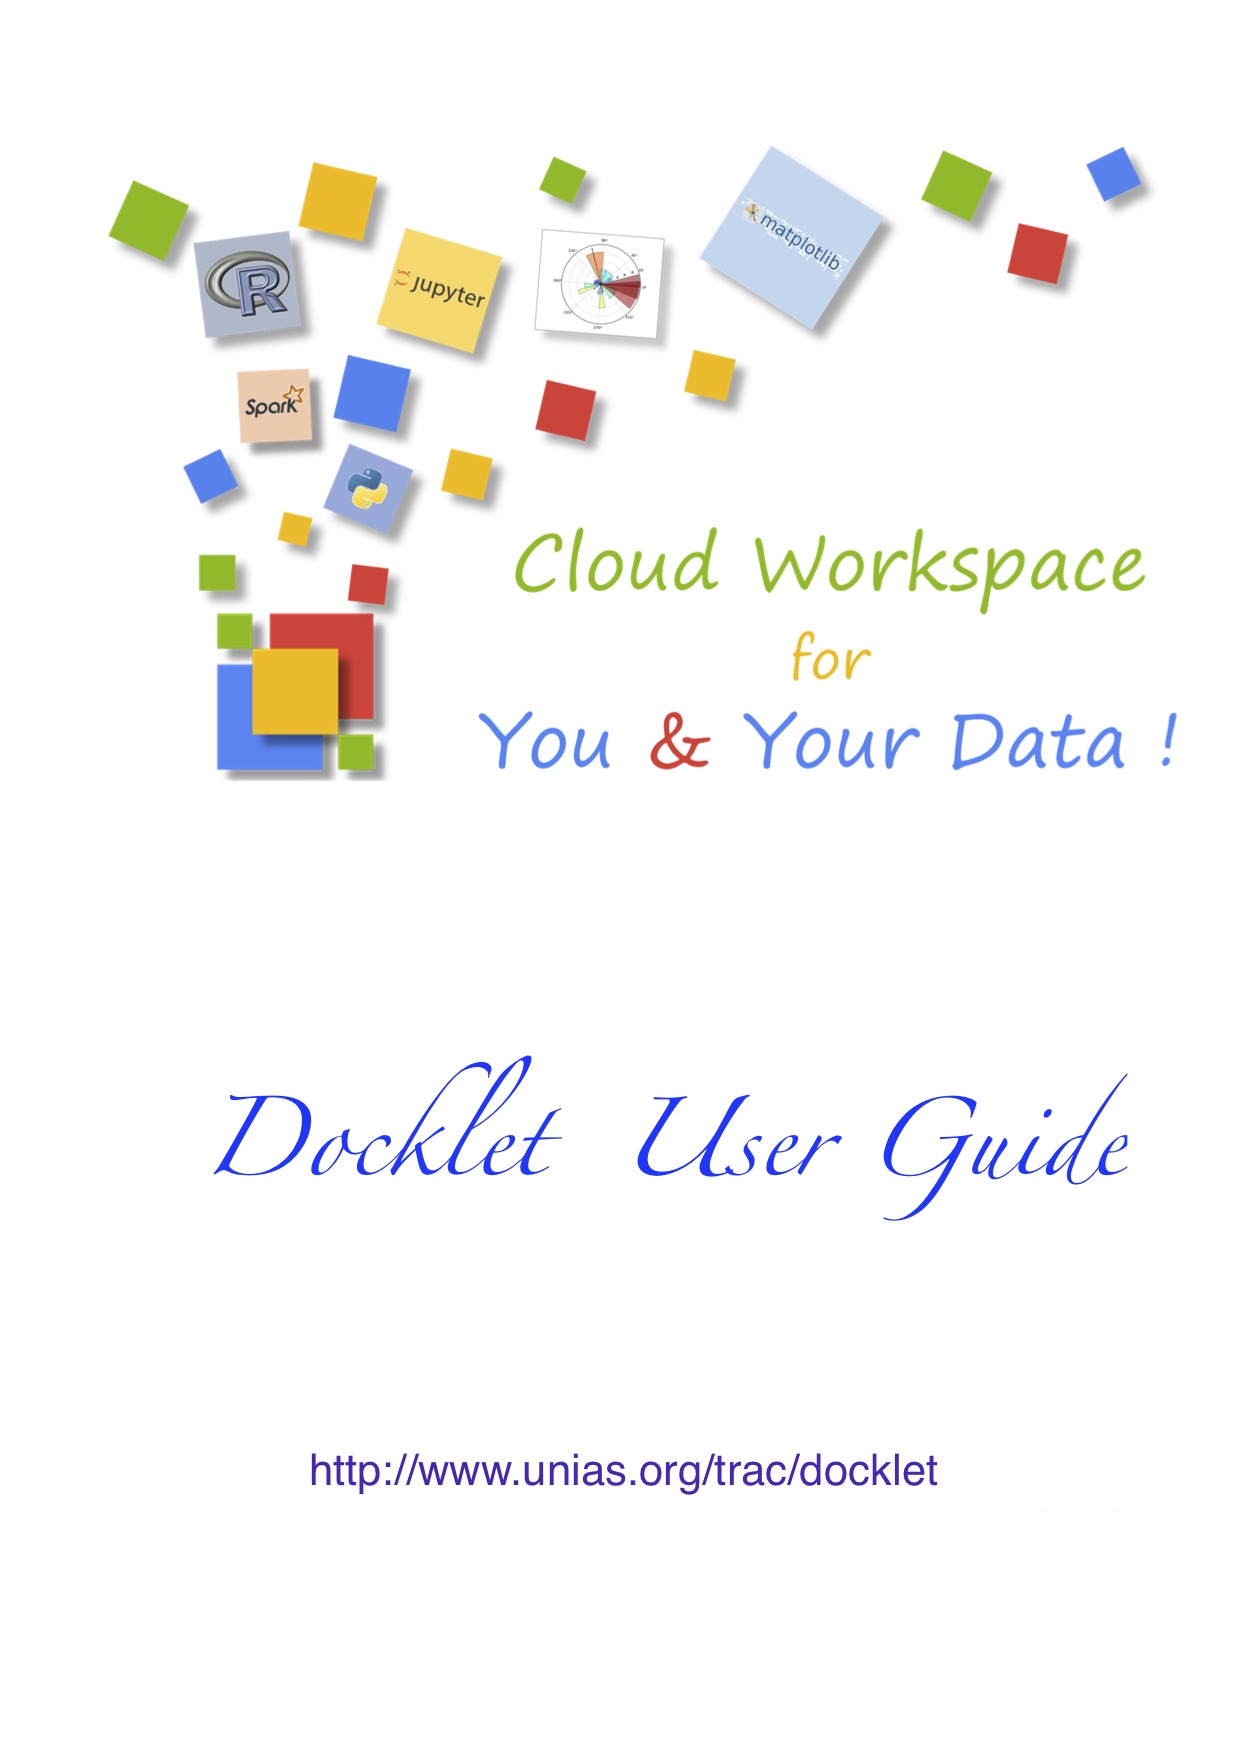 R
Jupyter
matplotlib
Spark
Cloud Workspace
for
You & Your Data !
Docklet User Guide
http://www.unias.org/trac/docklet